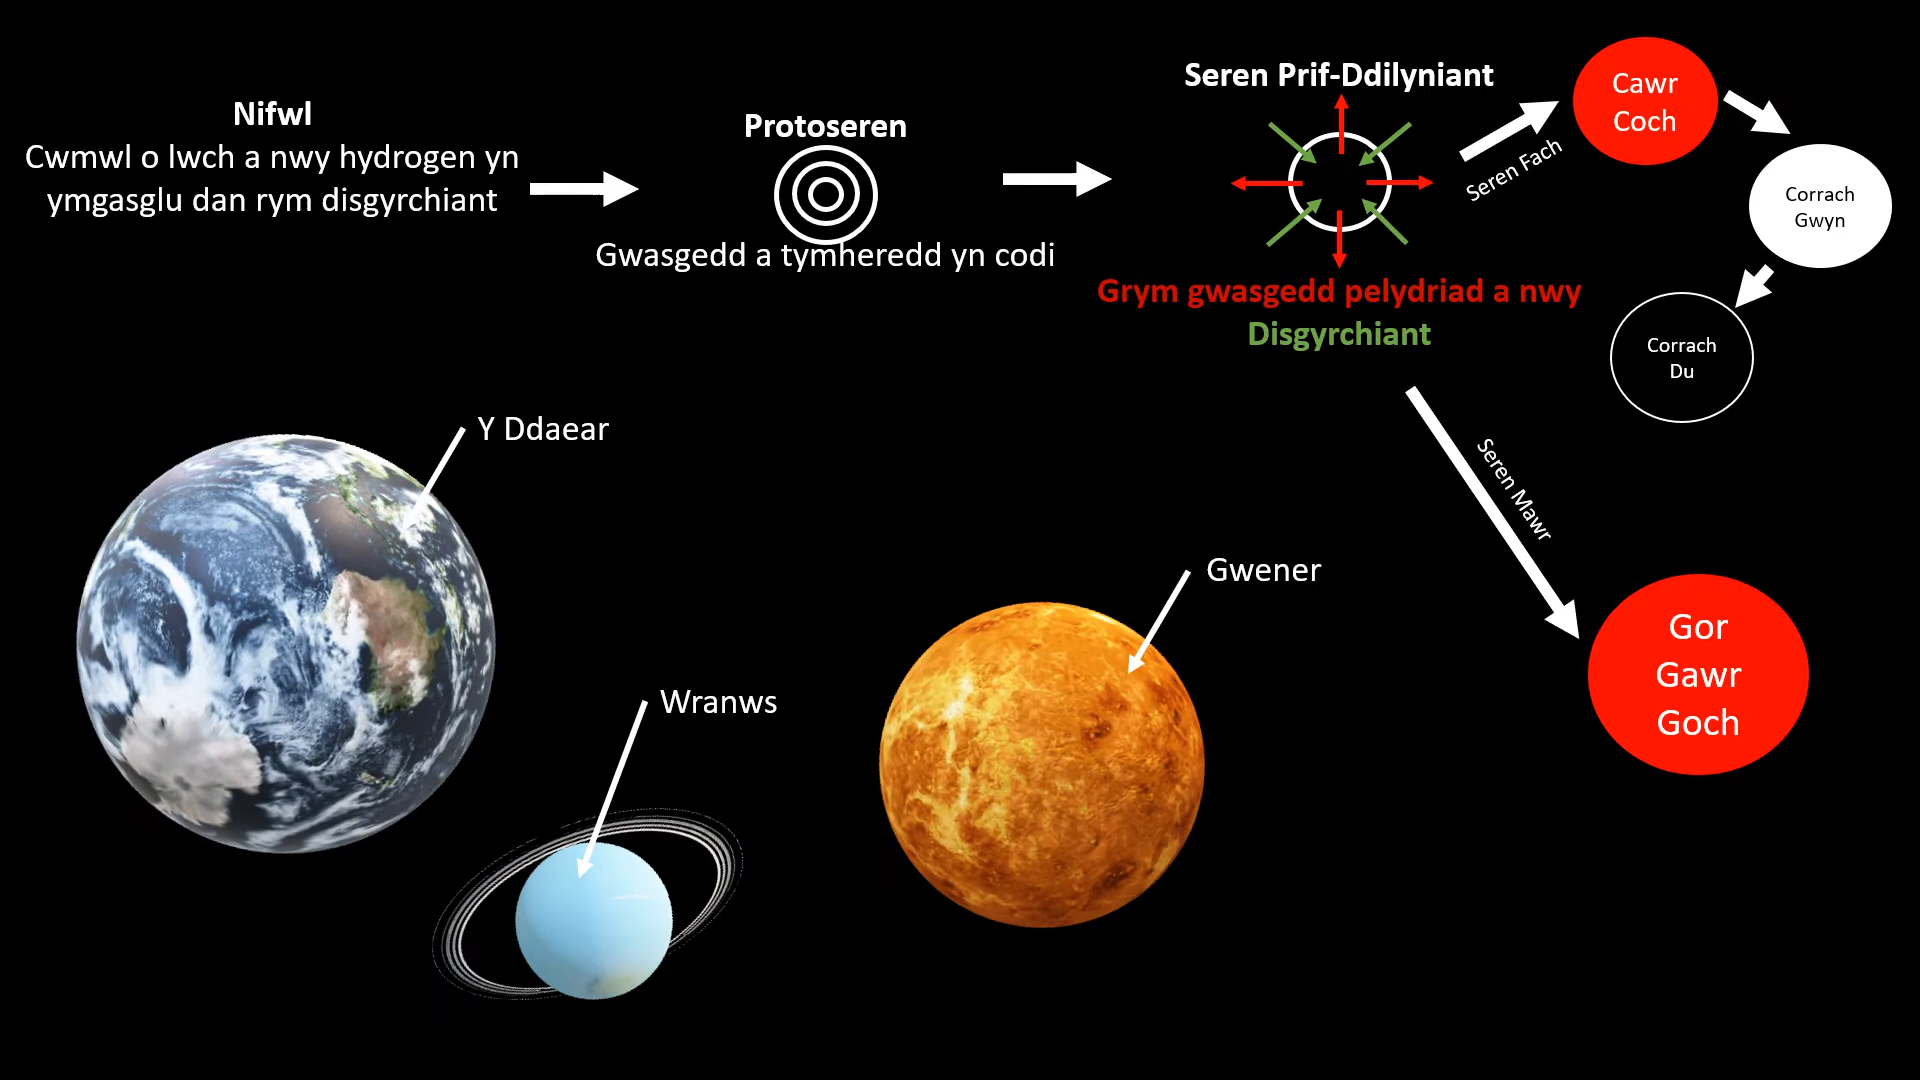 Nifwl
Cwmwl o lwch a nwy hydrogen yn
ymgasglu dan rym disgyrchiant
Protoseren
Gwasgedd a tymheredd yn codi
Seren Prif-Ddilyniant
Grym gwasgedd pelydriad a nwy
Disgyrchiant
Seren Fach
Cawr
Coch
Corrach
Gwyn
Corrach
Du
Seren Mawr
Gor
Gawr
Goch
Y Ddaear
Wranws
Gwener